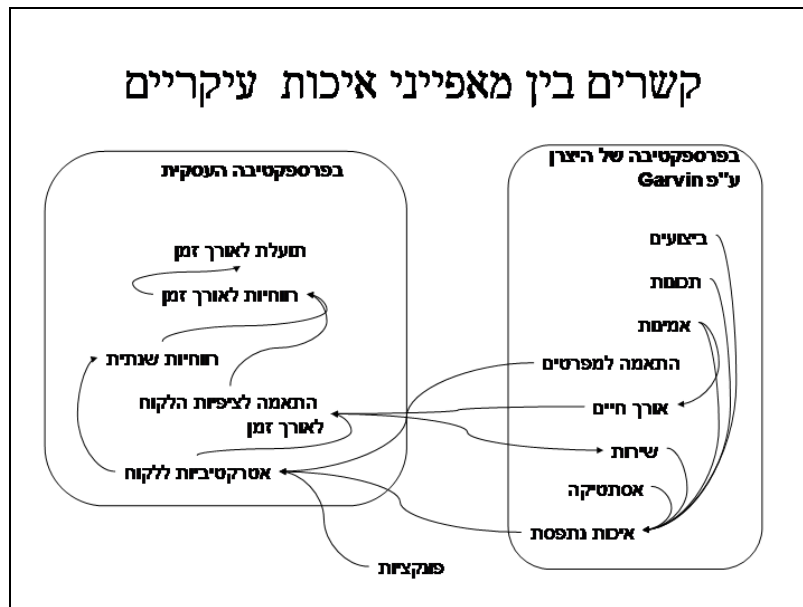 קשרים בין מאפייני איכות עיקריים
בפרספקטיבה של היצרן
ע"פ Garvin
ביצועים
תכונות
אמינות
התאמה למפרטים
אורך חיים
שירות
אסתטיקה
איכות נתפסת
בפרספקטיבה העסקית
תועלת לאורך זמן
רווחיות לאורך זמן
רווחיות שנתית
התאמה לציפיות הלקוח
לאורך זמן
אטרקטיביות ללקוח
פונקציות